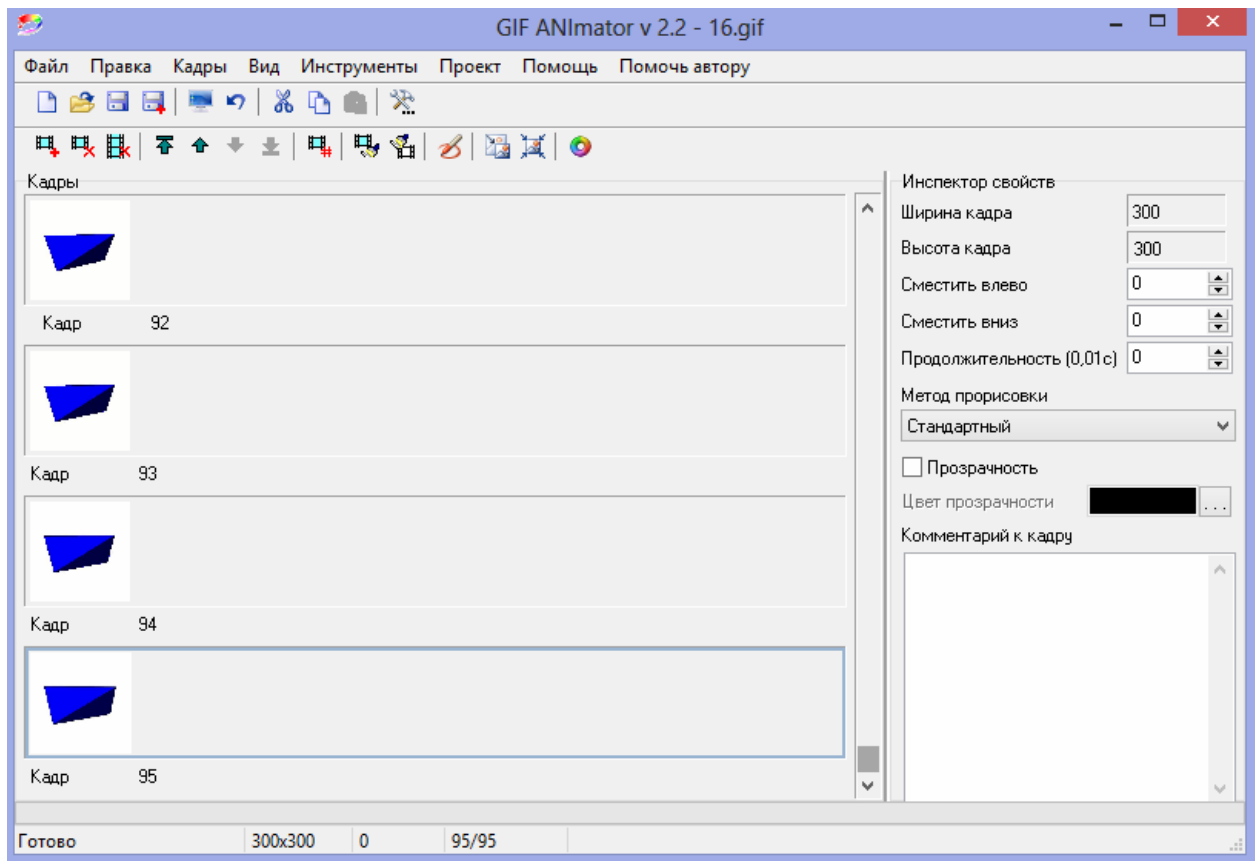 GIF ANImator v 2.2 - 16.gif
Файл Правка Кадры Вид Инструменты Проект Помощь Помочь автору
Кадры
Кадр 92
Кадр 93
Кадр 94
Кадр 95
Инспектор свойств
Ширина кадра 300
Высота кадра 300
Сместить влево 0
Сместить вниз 0
Продолжительность (0,01с) 0
Метод прорисовки
Стандартный
Прозрачность
Цвет прозрачности ...
Комментарий к кадру
Готово 300x300 0 95/95